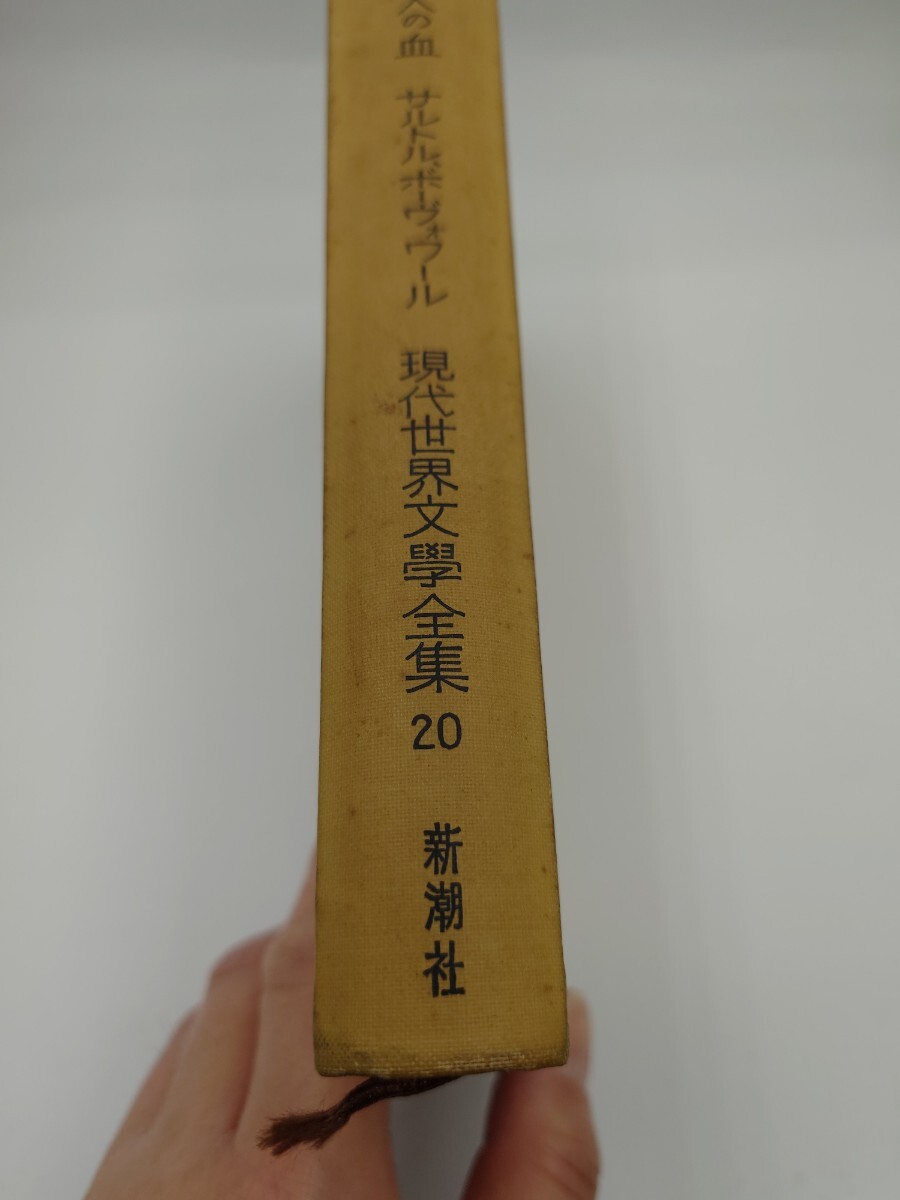 の血 サルトル、ボーヴォワール 現代世界文學全集 20 新潮社